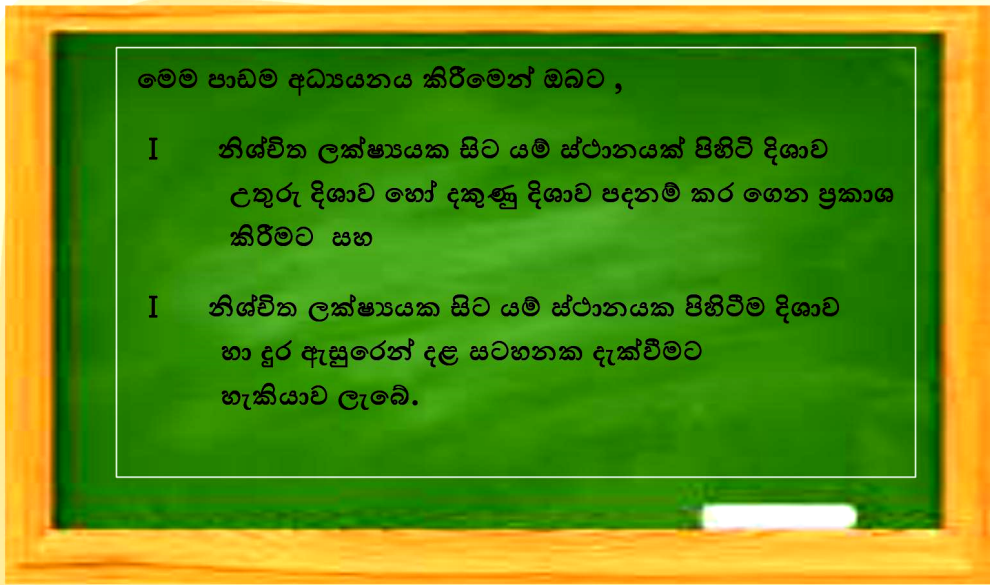 මෙම පාඩම අධ්‍යයනය කිරීමෙන් ඔබට ,
I නිශ්චිත ලක්ෂ්‍යයක සිට යම් ස්ථානයක් පිහිටි දිශාව
උතුරු දිශාව හෝ දකුණු දිශාව පදනම් කර ගෙන ප්‍රකාශ
කිරීමට සහ
I නිශ්චිත ලක්ෂ්‍යයක සිට යම් ස්ථානයක පිහිටීම දිශාව
හා දුර ඇසුරෙන් දළ සටහනක දැක්වීමට
හැකියාව ලැබේ.